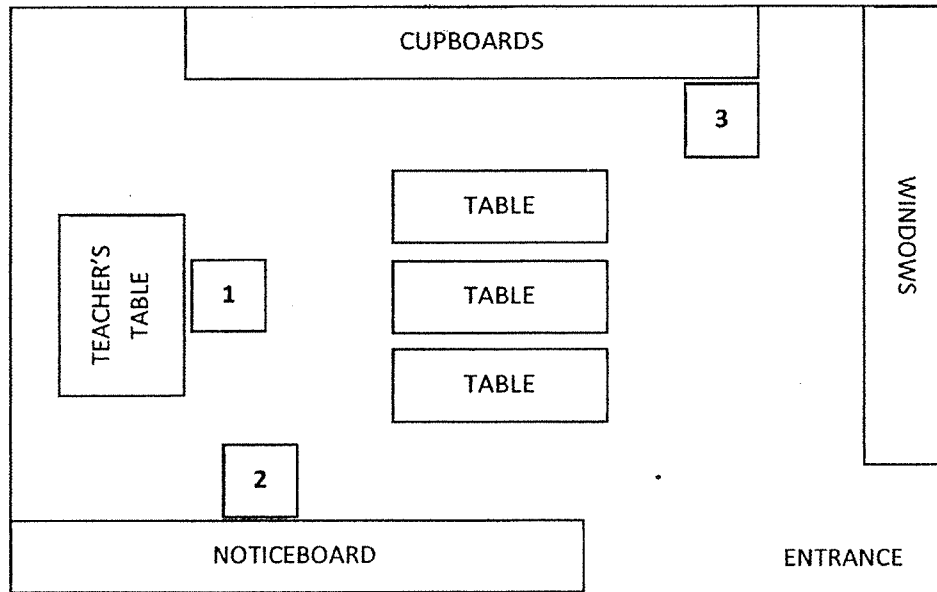 CUPBOARDS
3
TABLE
WINDOWS
TEACHER'S
TABLE
1
TABLE
TABLE
2
NOTICEBOARD
ENTRANCE